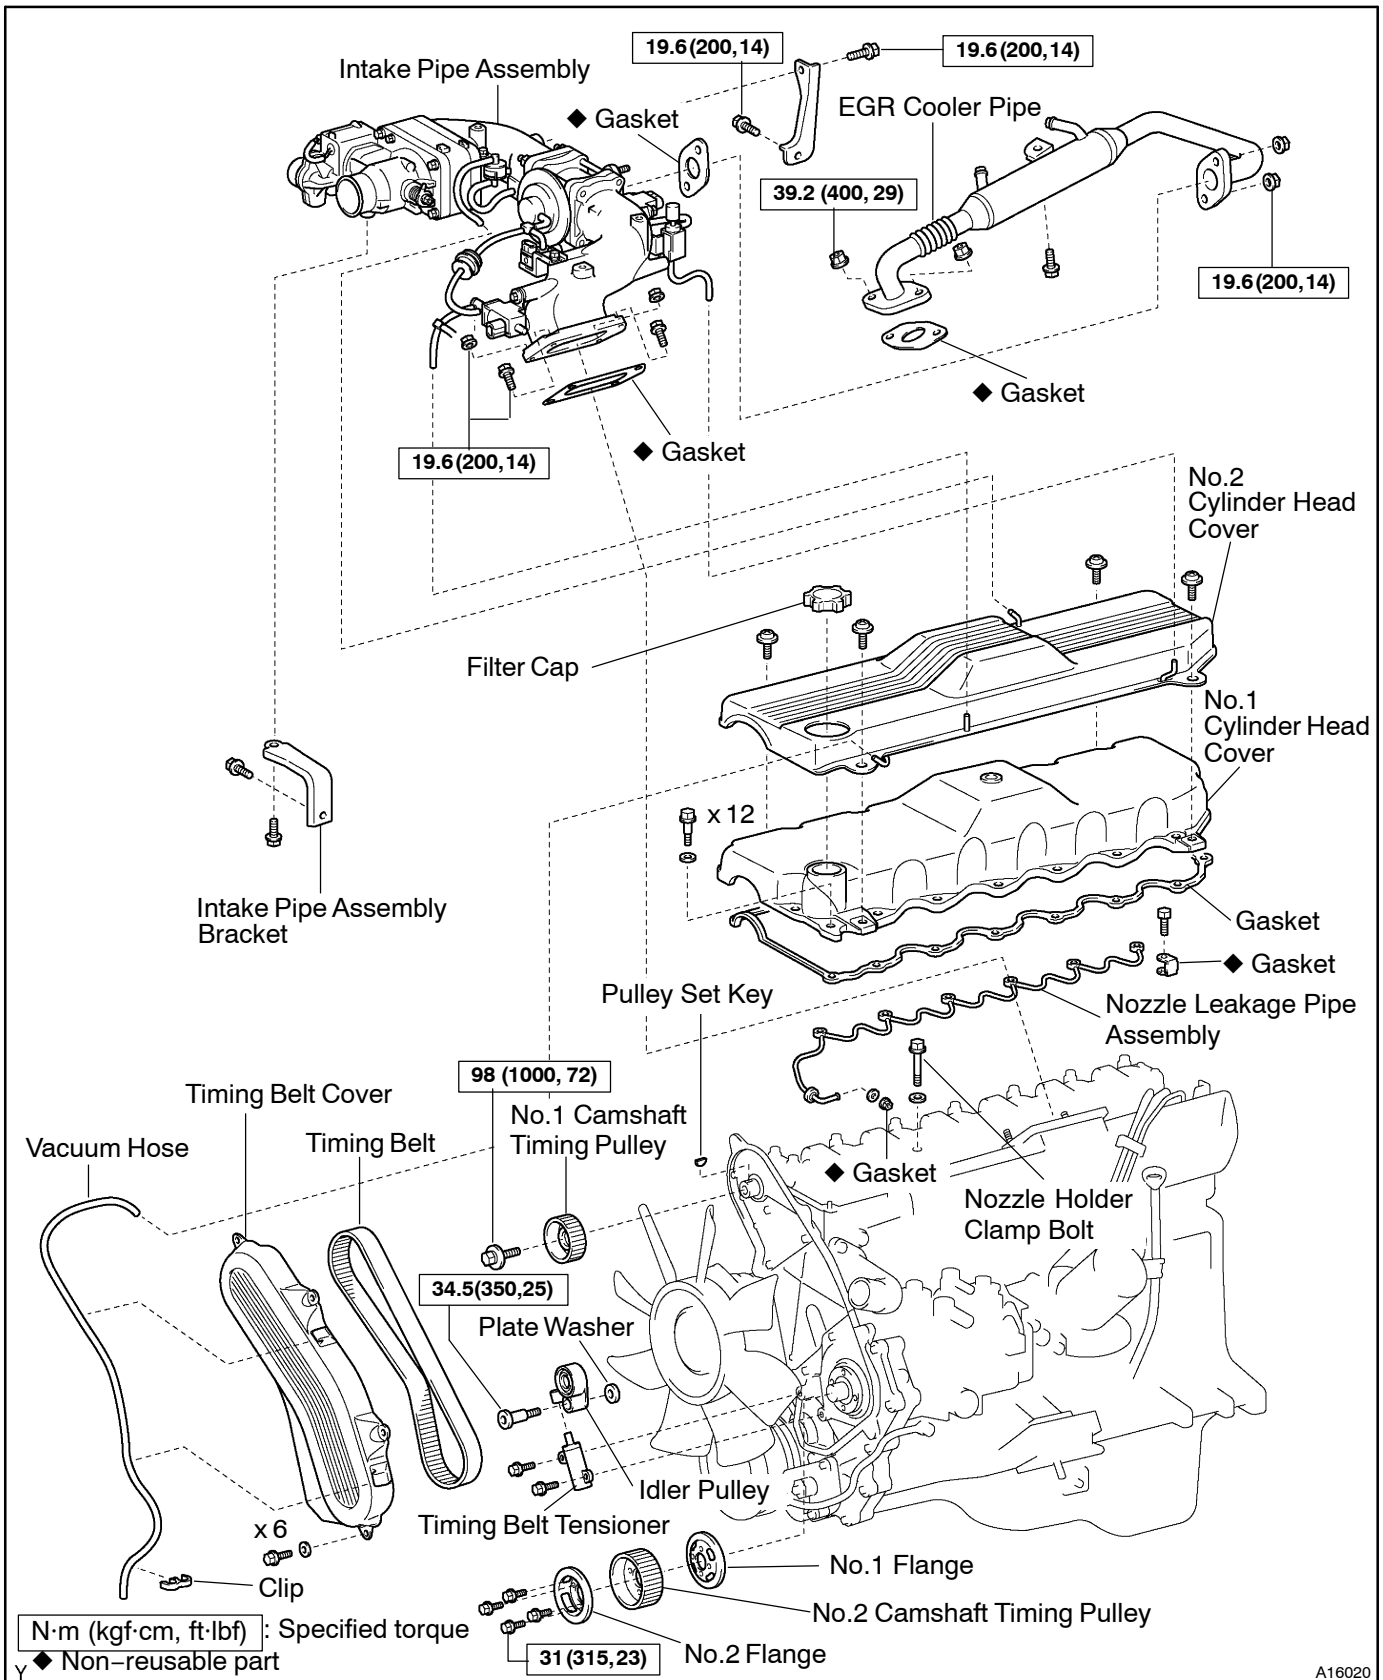 19.6(200,14)
19.6(200,14)
Intake Pipe Assembly
◆ Gasket
EGR Cooler Pipe
39.2 (400, 29)
19.6(200,14)
◆ Gasket
◆ Gasket
19.6(200,14)
No.2
Cylinder Head
Cover
Filter Cap
No.1
Cylinder Head
Cover
x 12
Intake Pipe Assembly
Bracket
Gasket
◆ Gasket
Pulley Set Key
Nozzle Leakage Pipe
Assembly
98 (1000, 72)
Timing Belt Cover
No.1 Camshaft
Timing Pulley
Timing Belt
Vacuum Hose
◆ Gasket
Nozzle Holder
Clamp Bolt
34.5(350,25)
Plate Washer
Idler Pulley
Timing Belt Tensioner
x 6
Clip
No.1 Flange
No.2 Camshaft Timing Pulley
No.2 Flange
31 (315,23)
N·m (kgf·cm, ft·lbf) : Specified torque
◆ Non−reusable part
Y
A16020